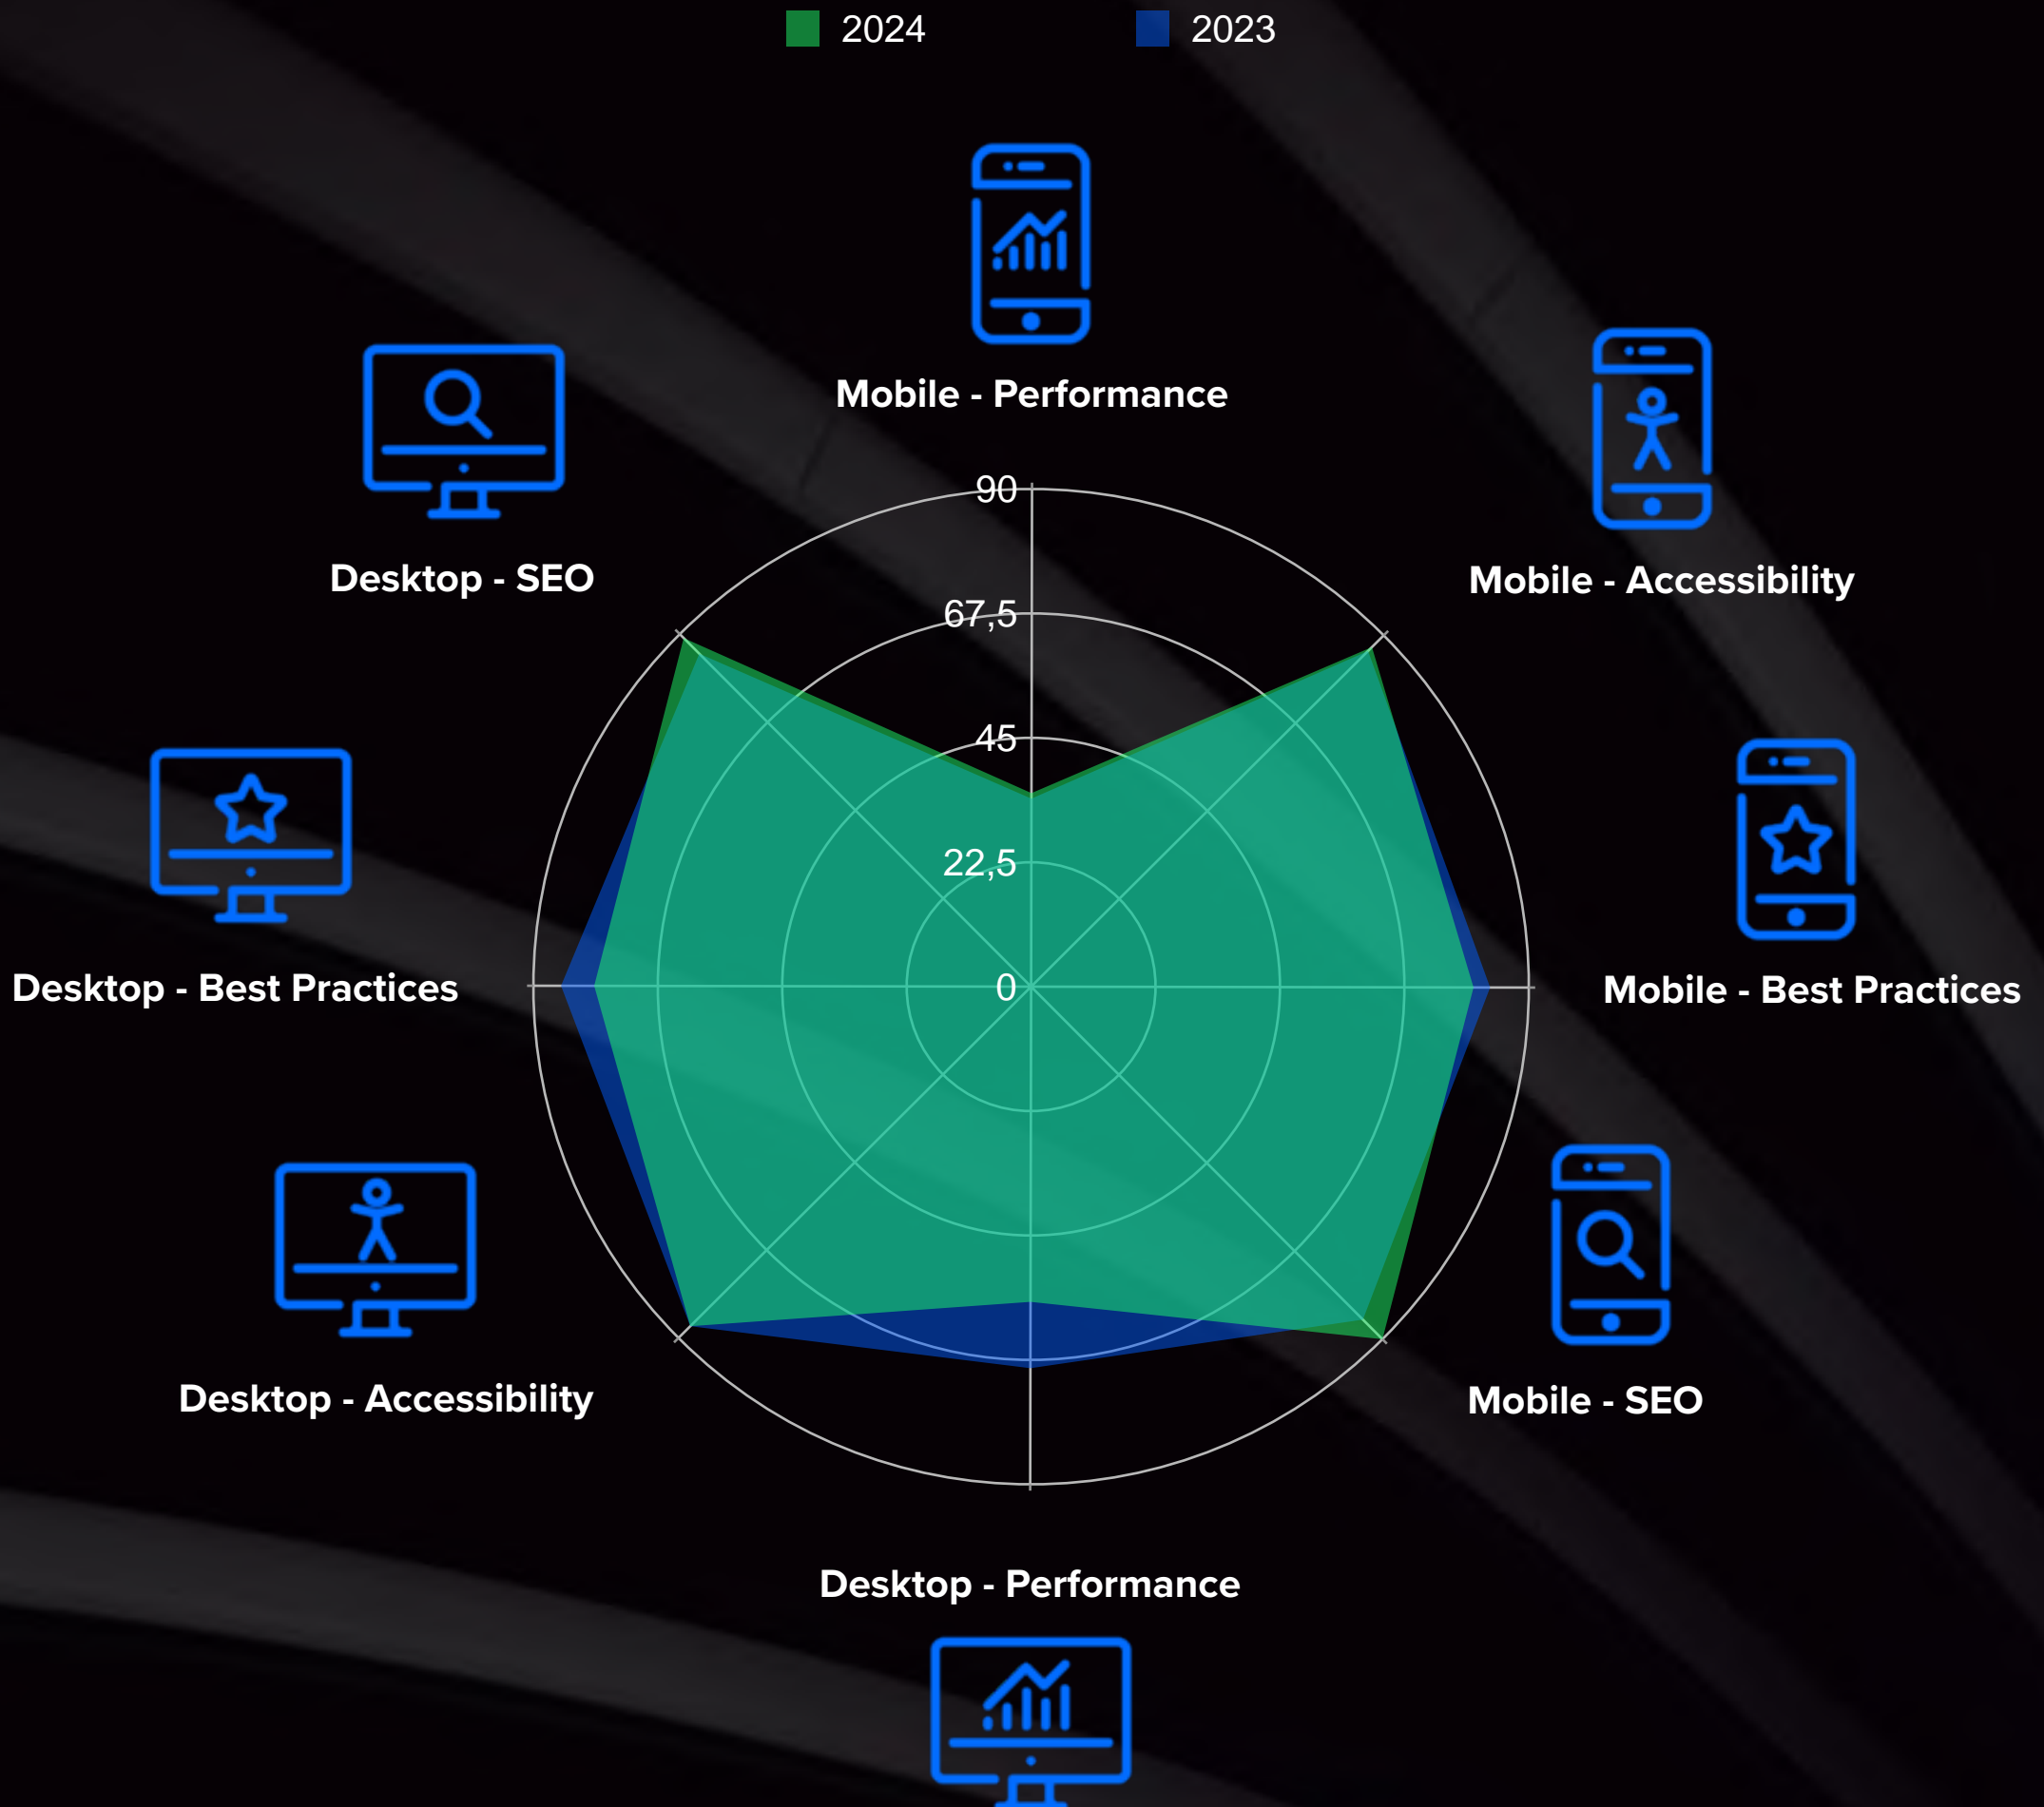 2024
2023
Mobile - Performance
Desktop - SEO
Mobile - Accessibility
90
67,5
45
22,5
0
Desktop - Best Practices
Mobile - Best Practices
Desktop - Accessibility
Mobile - SEO
Desktop - Performance